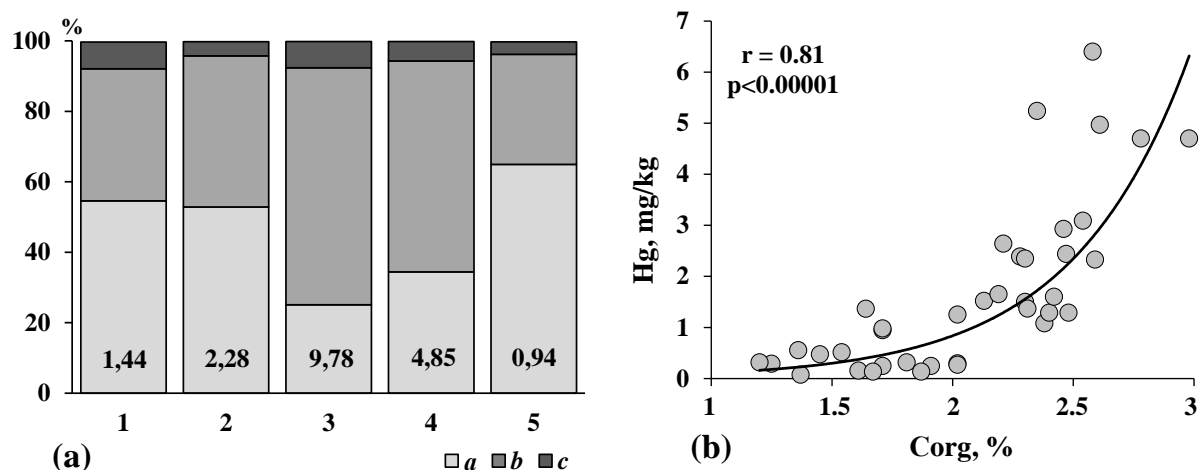 %
100
80
60
40
20
0
1,44 2,28 9,78 4,85 0,94
1 2 3 4 5
(a)
a b c
r = 0.81
p<0.00001
Hg, mg/kg
7
6
5
4
3
2
1
0
1 1.5 2 2.5 3
(b) Corg, %